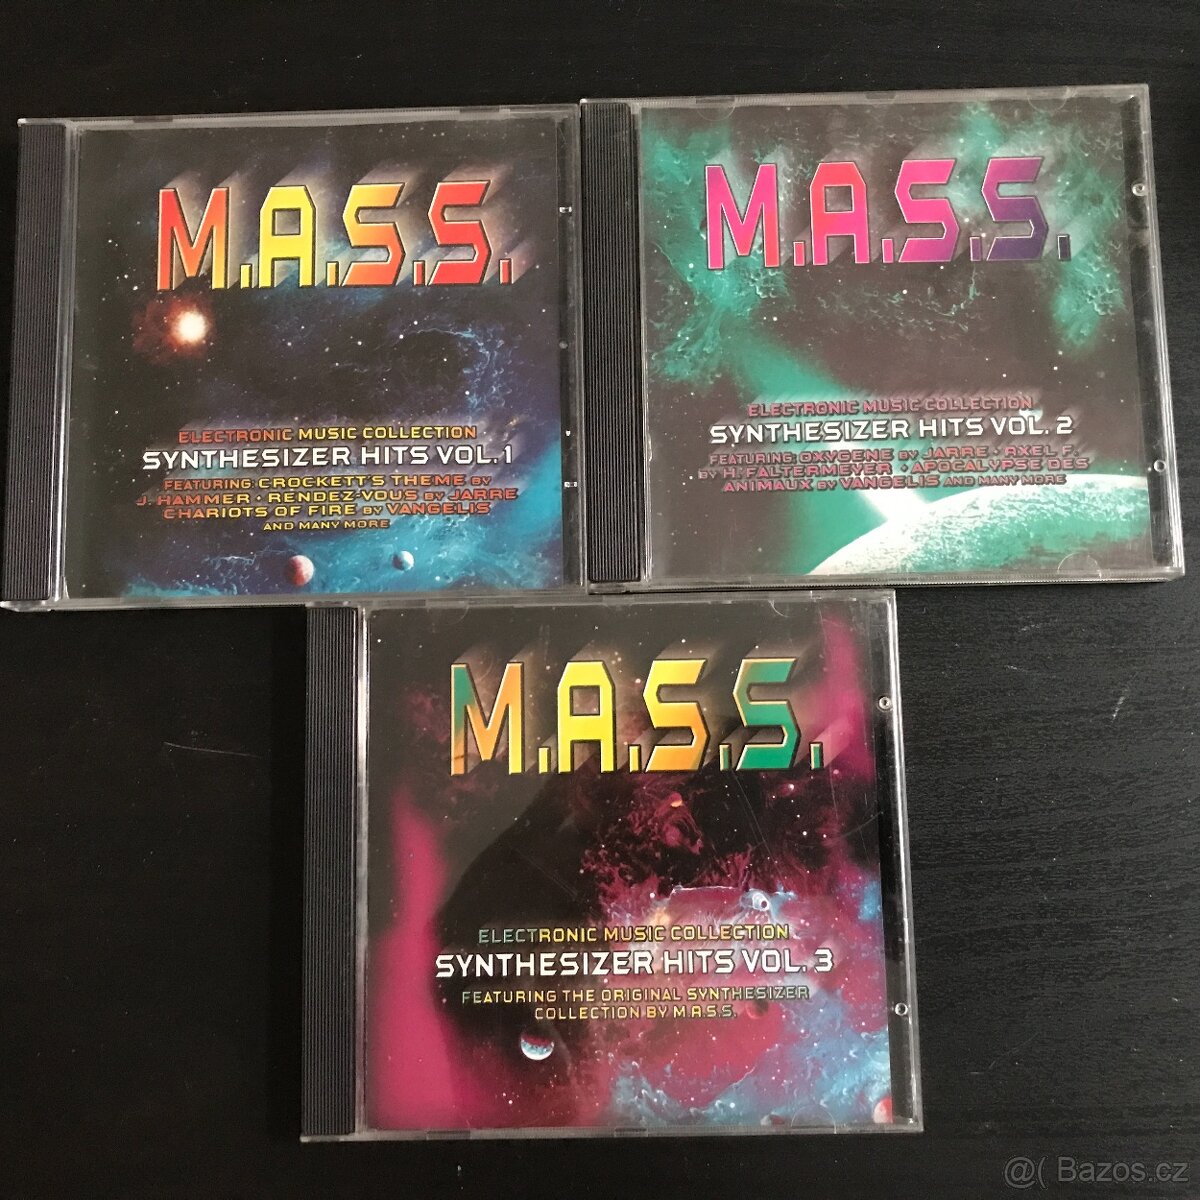 M.A.S.S.
ELECTRONIC MUSIC COLLECTION
SYNTHESIZER HITS VOL. 1
FEATURING: CROCKETT'S THEME BY
J. HAMMER • RENDEZ-VOUS BY JARRE
CHARIOTS OF FIRE BY VANGELIS
AND MANY MORE
M.A.S.S.
ELECTRONIC MUSIC COLLECTION
SYNTHESIZER HITS VOL. 2
FEATURING: OXYGENE BY JARRE • AXEL F.
BY H. FALTERMEYER • APOCALYPSE DES
ANIMAUX BY VANGELIS AND MANY MORE
M.A.S.S.
ELECTRONIC MUSIC COLLECTION
SYNTHESIZER HITS VOL. 3
FEATURING THE ORIGINAL SYNTHESIZER
COLLECTION BY M.A.S.S.
@( Bazos.cz